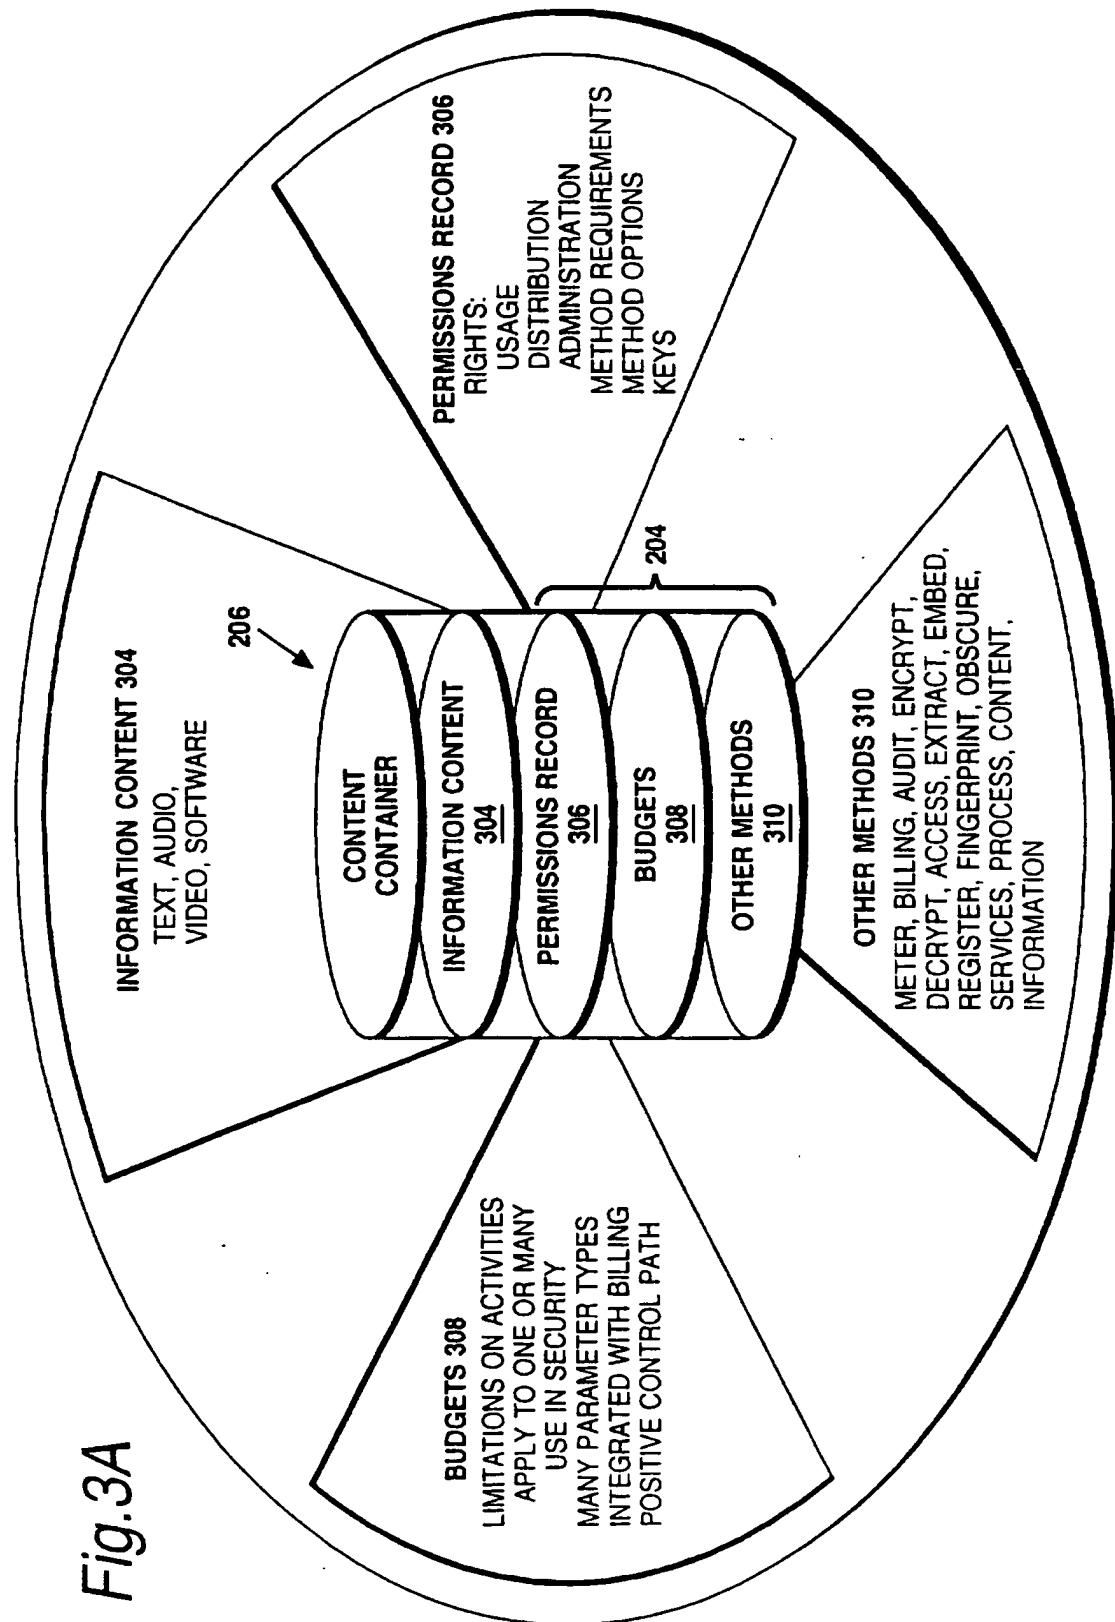 Fig.3A
INFORMATION CONTENT 304
TEXT, AUDIO,
VIDEO, SOFTWARE
206
BUDGETS 308
LIMITATIONS ON ACTIVITIES
APPLY TO ONE OR MANY
USE IN SECURITY
MANY PARAMETER TYPES
INTEGRATED WITH BILLING
POSITIVE CONTROL PATH
CONTENT
CONTAINER
INFORMATION CONTENT
304
PERMISSIONS RECORD
306
BUDGETS
308
OTHER METHODS
310
204
PERMISSIONS RECORD 306
RIGHTS:
USAGE
DISTRIBUTION
ADMINISTRATION
METHOD REQUIREMENTS
METHOD OPTIONS
KEYS
OTHER METHODS 310
METER, BILLING, AUDIT, ENCRYPT,
DECRYPT, ACCESS, EXTRACT, EMBED,
REGISTER, FINGERPRINT, OBSCURE,
SERVICES, PROCESS, CONTENT,
INFORMATION